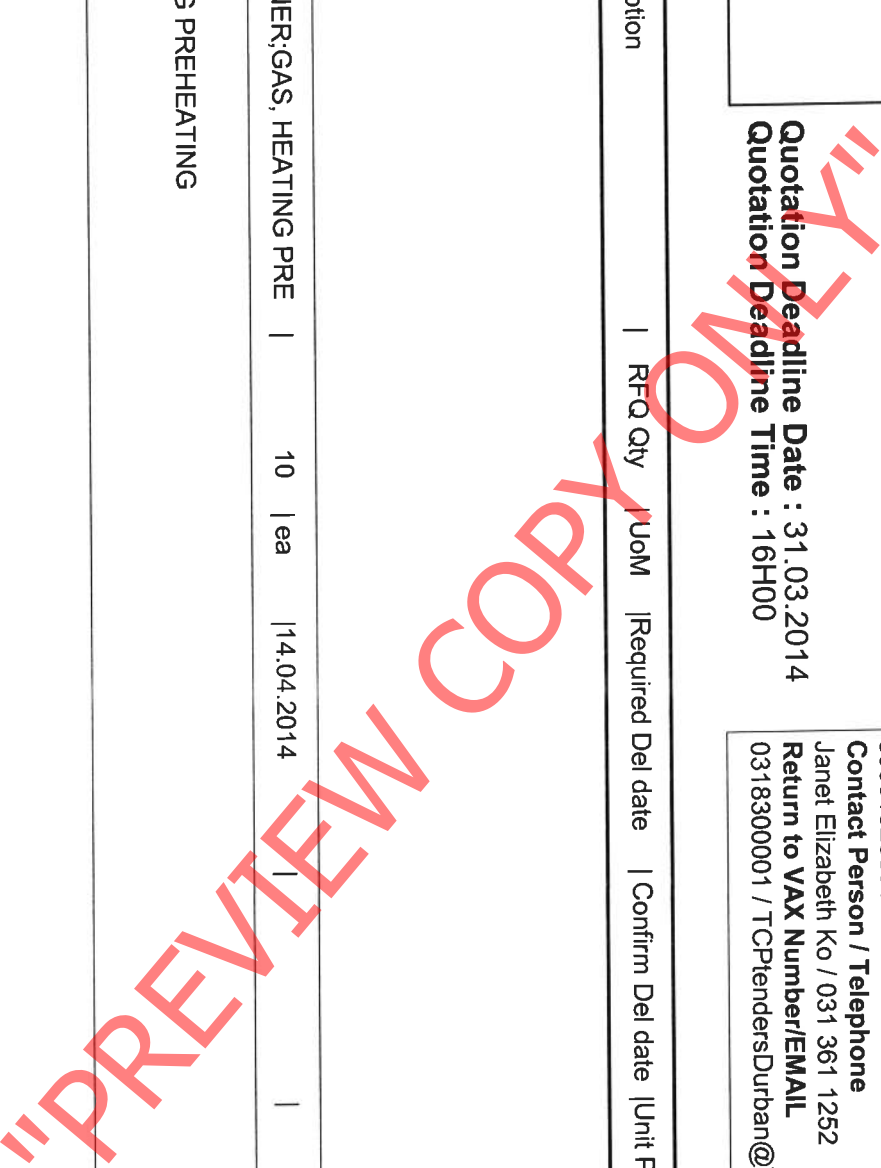 Quotation Deadline Date : 31.03.2014
Quotation Deadline Time : 16H00
Contact Person / Telephone
Janet Elizabeth Ko / 031 361 1252
Return to VAX Number/EMAIL
0318300001 / TCPtendersDurban@
ption | RFQ Qty | UoM |Required Del date | Confirm Del date |Unit
NER;GAS, HEATING PRE | 10 | ea |14.04.2014 | |
G PREHEATING
"PREVIEW COPY ONLY"